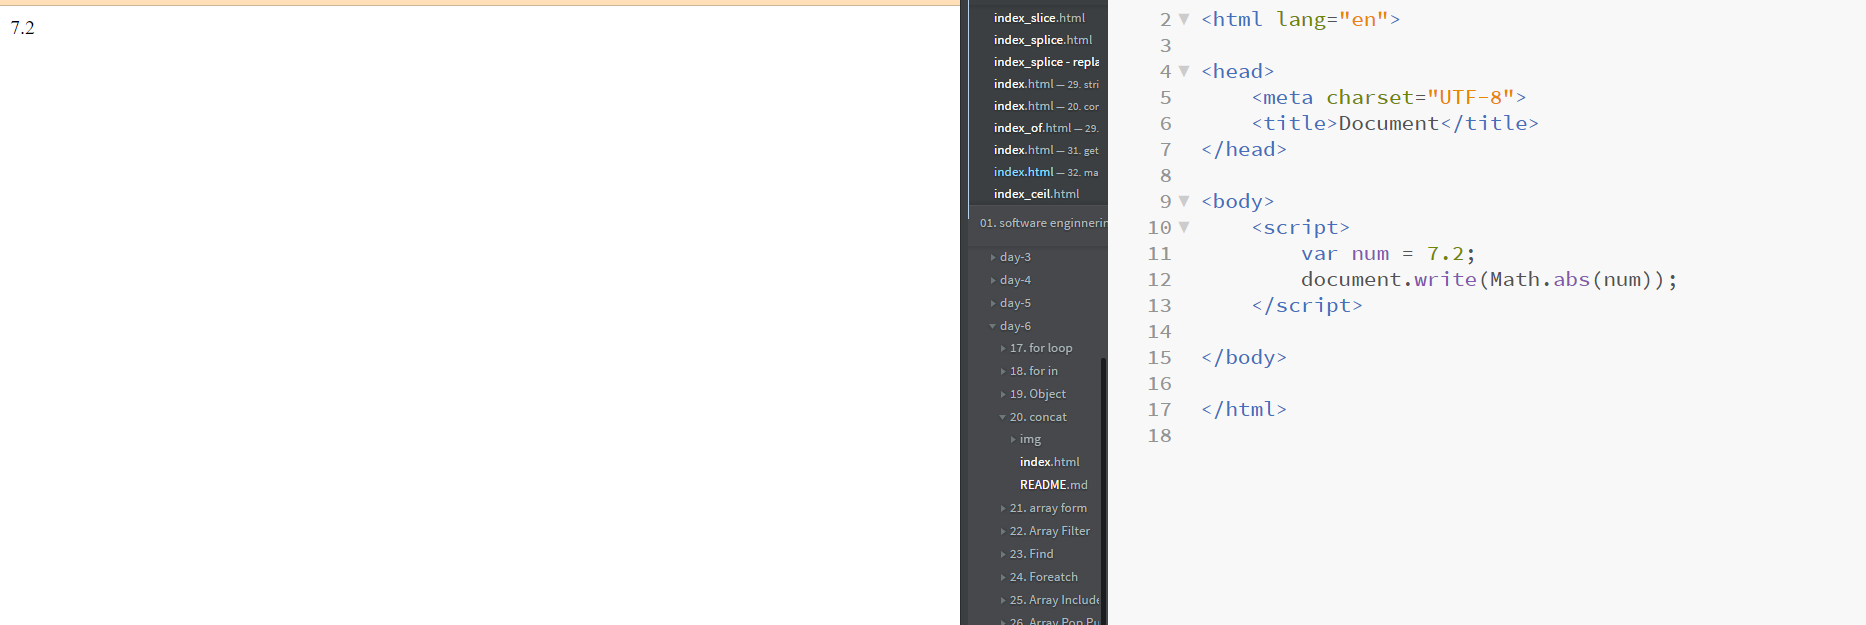 7.2
index_slice.html
index_splice.html
index_splice - repla
index.html — 29. stri
index.html — 20. cor
index_of.html — 29.
index.html — 31. get
index.html — 32. ma
index_ceil.html
01. software enginnerin
day-3
day-4
day-5
day-6
17. for loop
18. for in
19. Object
20. concat
img
index.html
README.md
21. array form
22. Array Filter
23. Find
24. Foreatch
25. Array Include
26. Array Pop Pu
2 <html lang="en">
3
4 <head>
5 <meta charset="UTF-8">
6 <title>Document</title>
7 </head>
8
9 <body>
10 <script>
11 var num = 7.2;
12 document.write(Math.abs(num));
13 </script>
14
15 </body>
16
17 </html>
18